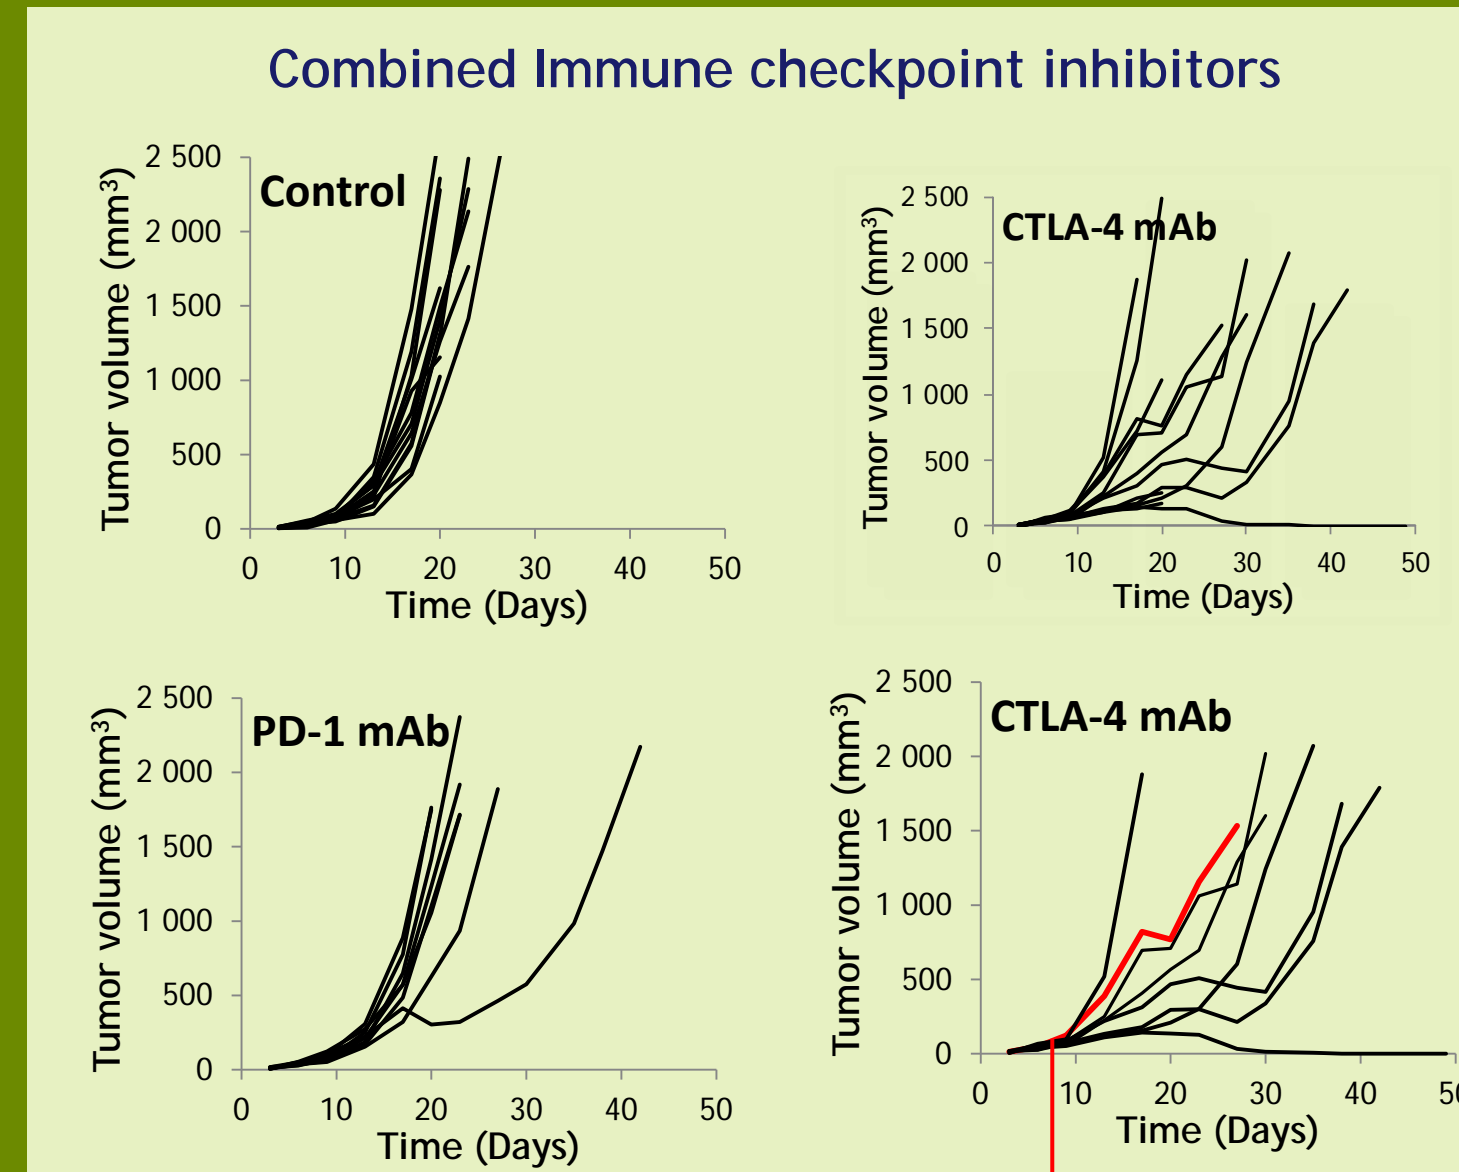 Combined Immune checkpoint inhibitors
Control
Tumor volume (mm³)
2 500
2 000
1 500
1 000
500
0
0 10 20 30 40 50
Time (Days)
CTLA-4 mAb
Tumor volume (mm³)
2 500
2 000
1 500
1 000
500
0
0 10 20 30 40 50
Time (Days)
PD-1 mAb
Tumor volume (mm³)
2 500
2 000
1 500
1 000
500
0
0 10 20 30 40 50
Time (Days)
CTLA-4 mAb
Tumor volume (mm³)
2 500
2 000
1 500
1 000
500
0
0 10 20 30 40
Time (Days)